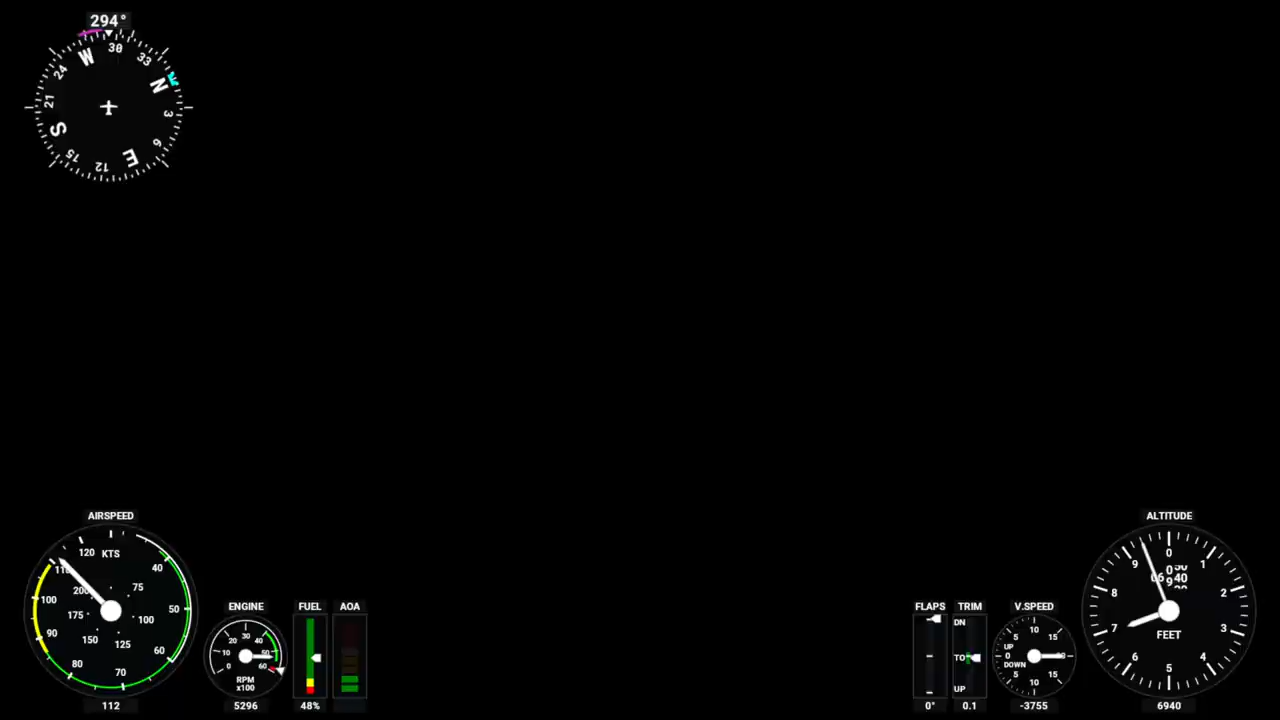 294°
30
33
N
3
6
E
12
15
S
21
24
W
AIRSPEED
KTS
120
110
100
90
80
70
60
50
40
75
100
125
150
175
200
112
ENGINE
0
10
20
30
40
50
60
RPM
x100
5296
FUEL
48%
AOA
FLAPS
0°
TRIM
DN
TO
UP
0.1
V.SPEED
5
10
15
UP
0
DOWN
5
10
15
-3755
ALTITUDE
0
1
2
3
4
5
6
7
8
9
FEET
6940